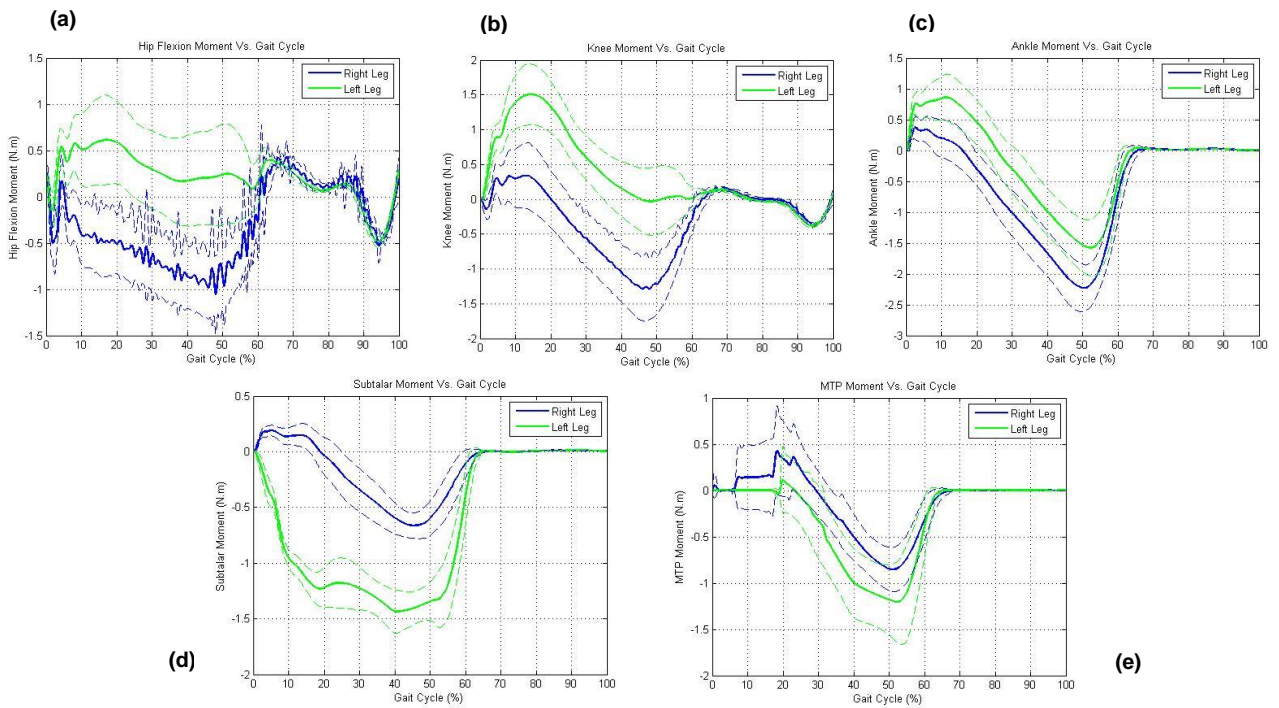 (a)
Hip Flexion Moment Vs. Gait Cycle
Right Leg
Left Leg
1.5
1
0.5
0
-0.5
-1
-1.5
Hip Flexion Moment (N.m)
0 10 20 30 40 50 60 70 80 90 100
Gait Cycle (%)
(b)
Knee Moment Vs. Gait Cycle
Right Leg
Left Leg
2
1.5
1
0.5
0
-0.5
-1
-1.5
-2
Knee Moment (N.m)
0 10 20 30 40 50 60 70 80 90 100
Gait Cycle (%)
(c)
Ankle Moment Vs. Gait Cycle
Right Leg
Left Leg
1.5
1
0.5
0
-0.5
-1
-1.5
-2
-2.5
-3
Ankle Moment (N.m)
0 10 20 30 40 50 60 70 80 90 100
Gait Cycle (%)
Subtalar Moment Vs. Gait Cycle
Right Leg
Left Leg
0.5
0
-0.5
-1
-1.5
-2
Subtalar Moment (N.m)
0 10 20 30 40 50 60 70 80 90 100
Gait Cycle (%)
(d)
MTP Moment Vs. Gait Cycle
Right Leg
Left Leg
1
0.5
0
-0.5
-1
-1.5
-2
MTP Moment (N.m)
0 10 20 30 40 50 60 70 80 90 100
Gait Cycle (%)
(e)